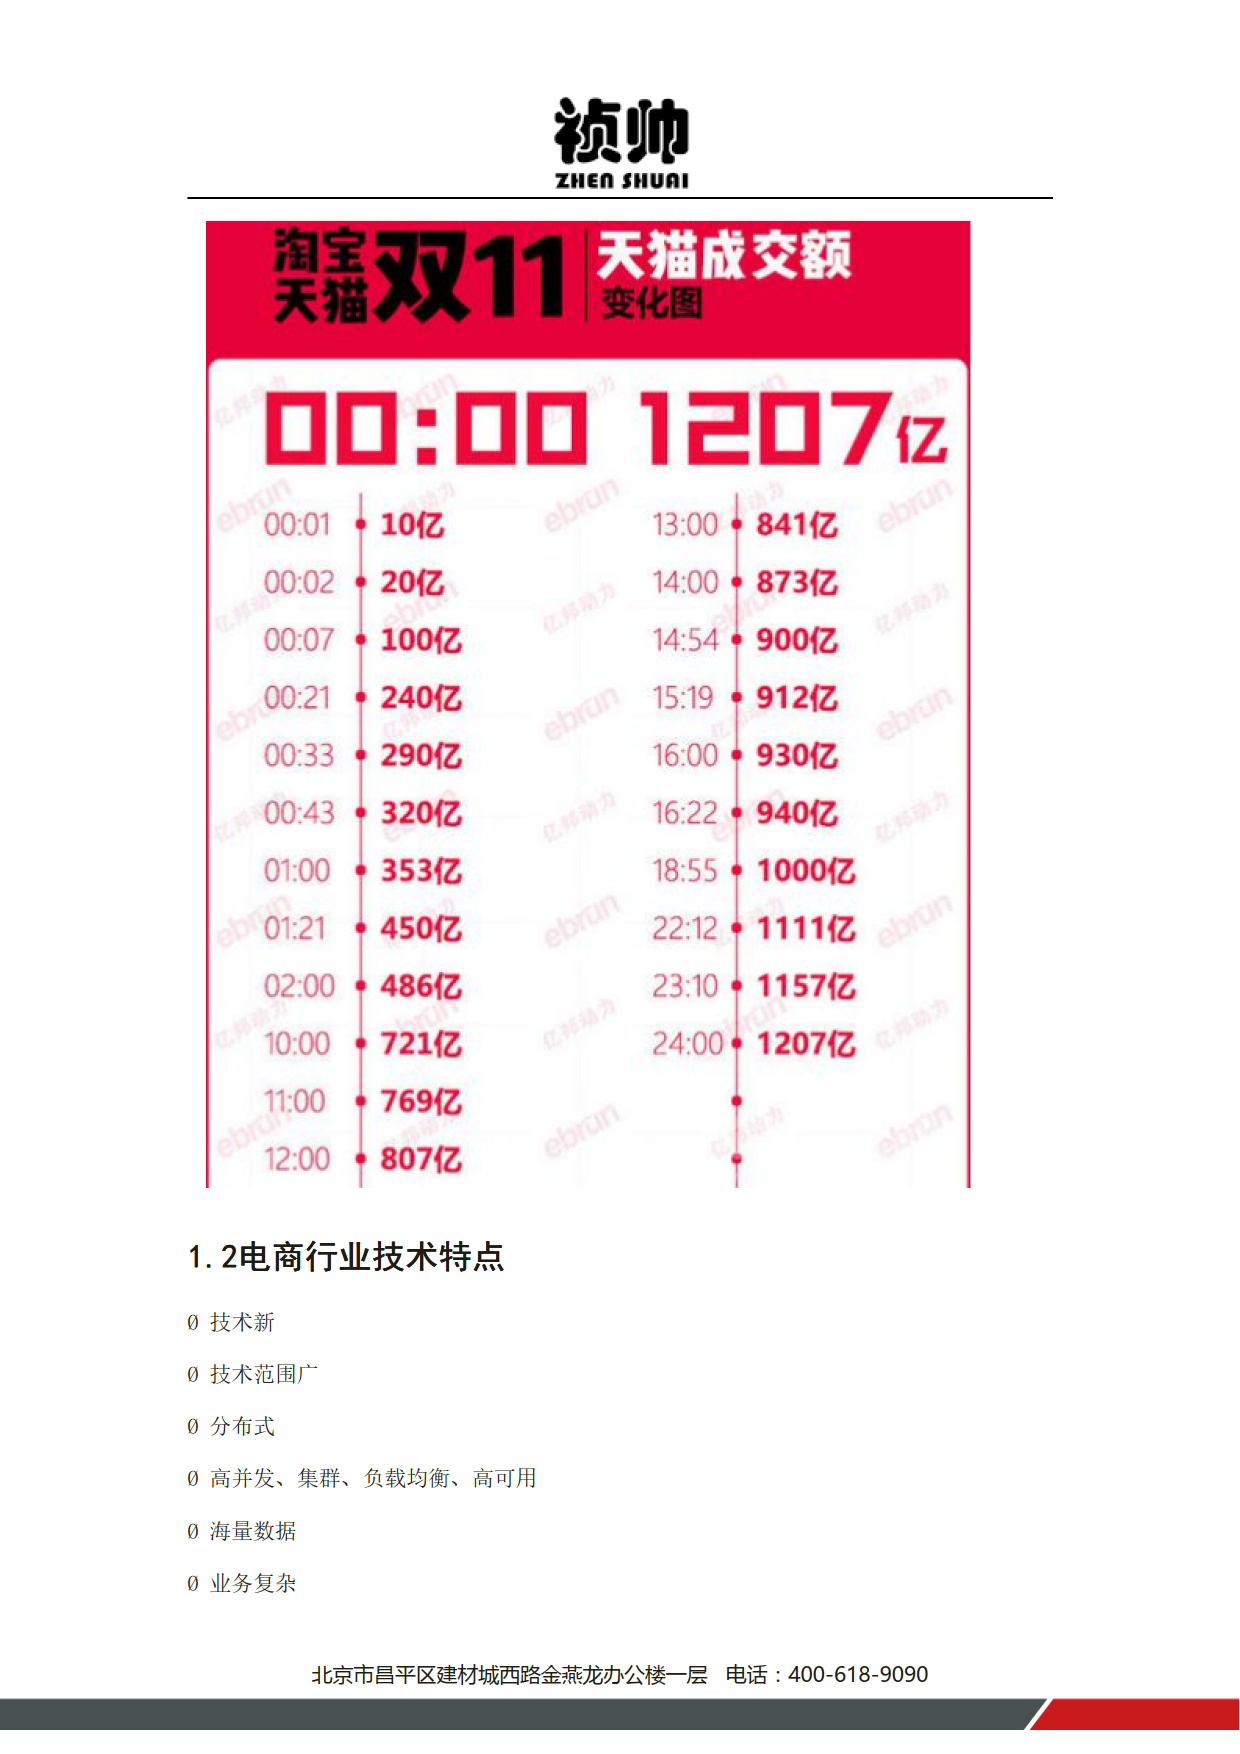 祯帅
ZHEN SHUAI
淘宝
天猫
双11
天猫成交额
变化图
00:00 1207亿
00:01 10亿
00:02 20亿
00:07 100亿
00:21 240亿
00:33 290亿
00:43 320亿
01:00 353亿
01:21 450亿
02:00 486亿
10:00 721亿
11:00 769亿
12:00 807亿
13:00 841亿
14:00 873亿
14:54 900亿
15:19 912亿
16:00 930亿
16:22 940亿
18:55 1000亿
22:12 1111亿
23:10 1157亿
24:00 1207亿
ebrun
亿邦动力
1.2电商行业技术特点
Ø 技术新
Ø 技术范围广
Ø 分布式
Ø 高并发、集群、负载均衡、高可用
Ø 海量数据
Ø 业务复杂
北京市昌平区建材城西路金燕龙办公楼一层 电话：400-618-9090